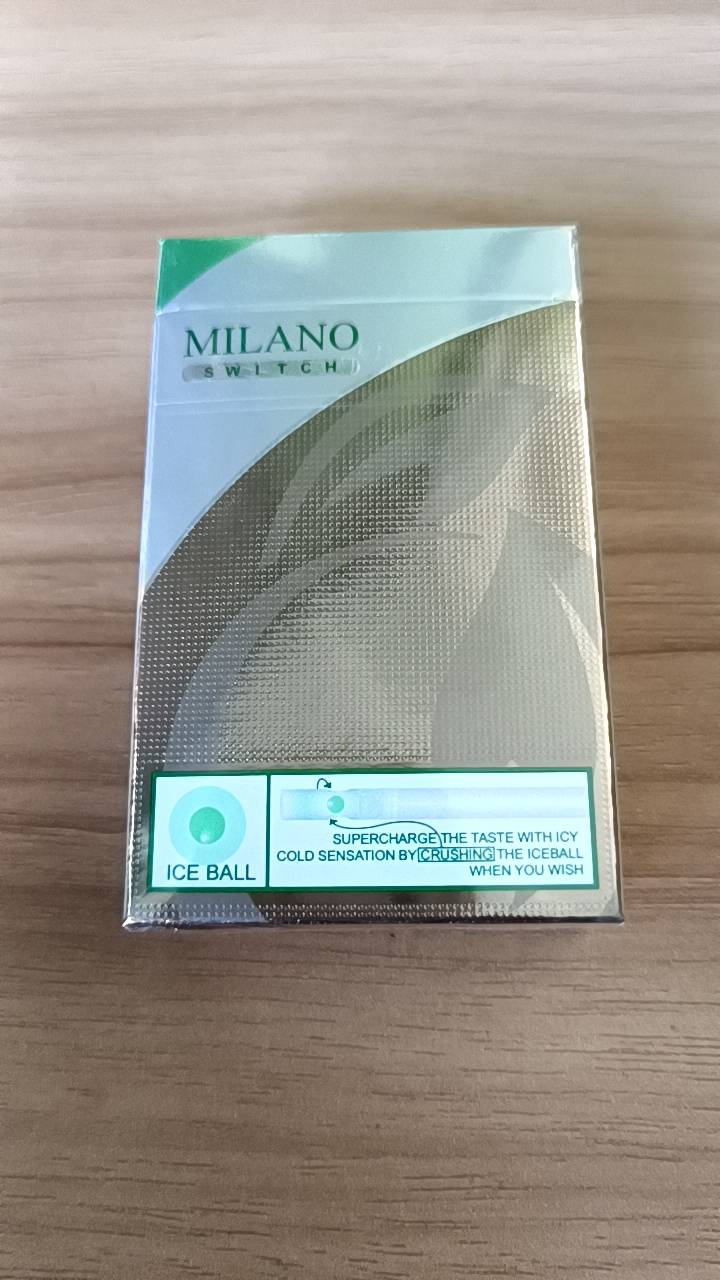 MILANO
SWITCH
ICE BALL
SUPERCHARGE THE TASTE WITH ICY
COLD SENSATION BY CRUSHING THE ICEBALL
WHEN YOU WISH